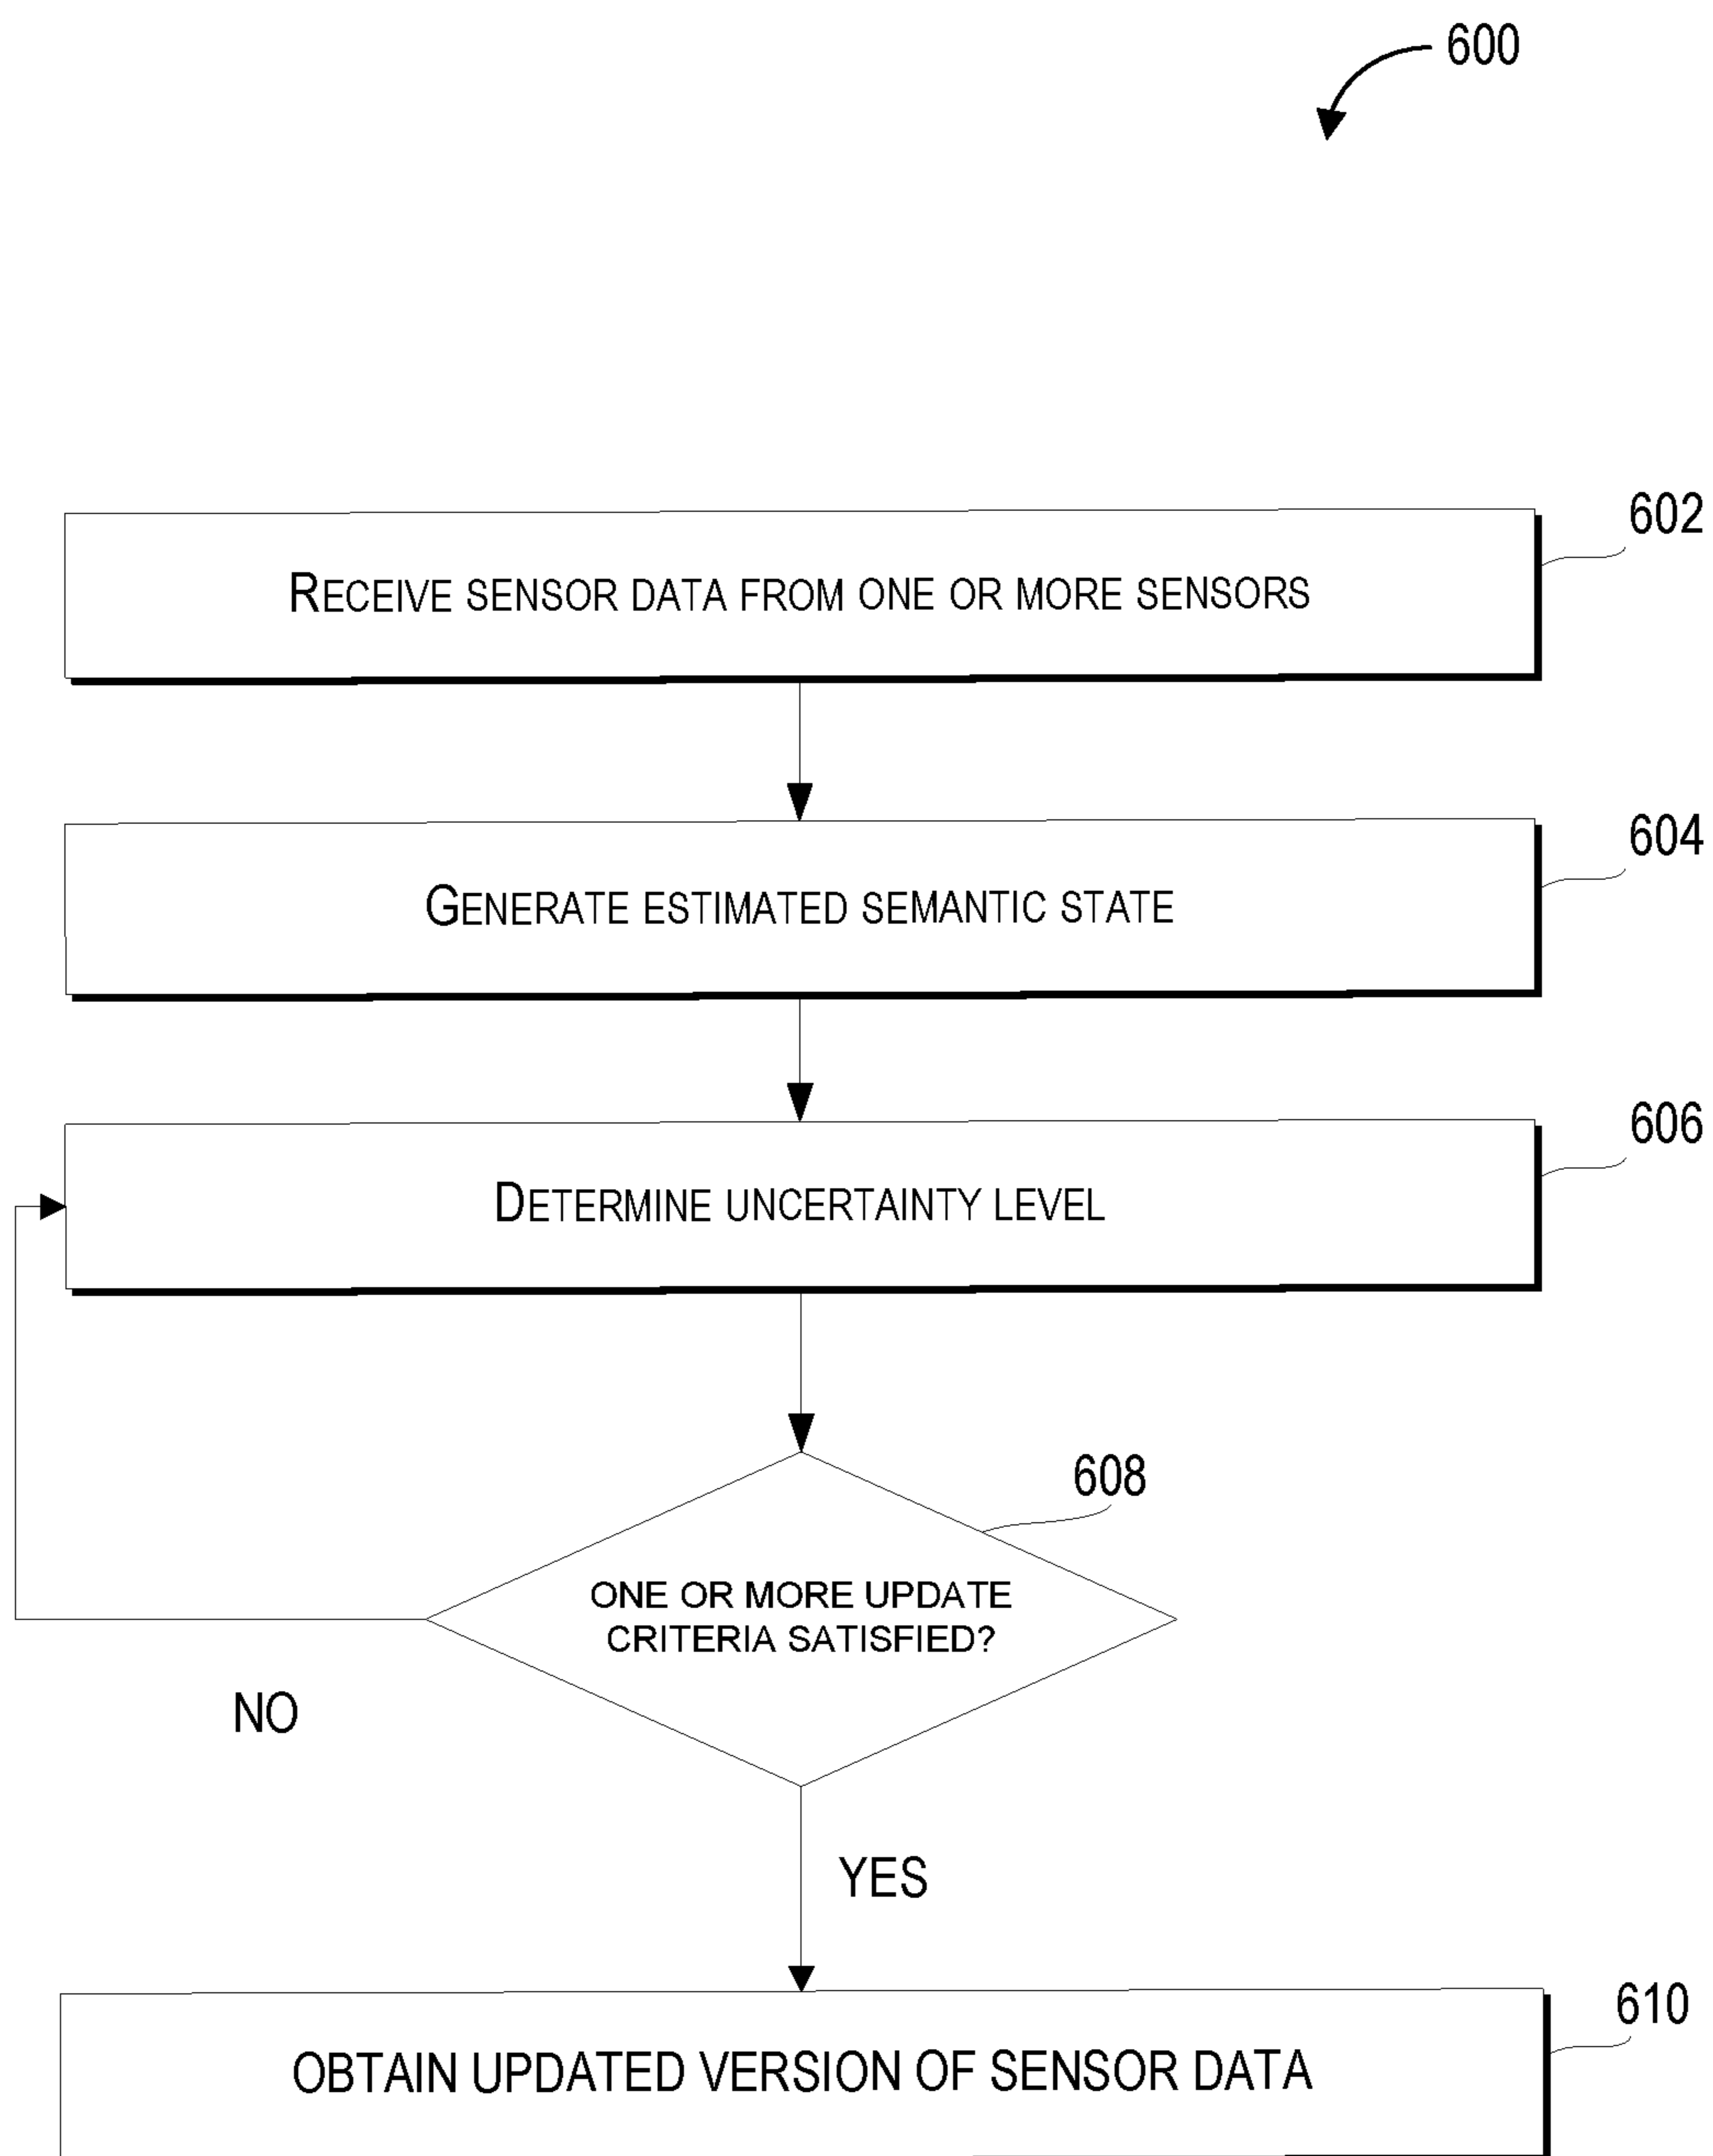 600
602
RECEIVE SENSOR DATA FROM ONE OR MORE SENSORS
604
GENERATE ESTIMATED SEMANTIC STATE
606
DETERMINE UNCERTAINTY LEVEL
608
ONE OR MORE UPDATE
CRITERIA SATISFIED?
NO
YES
610
OBTAIN UPDATED VERSION OF SENSOR DATA